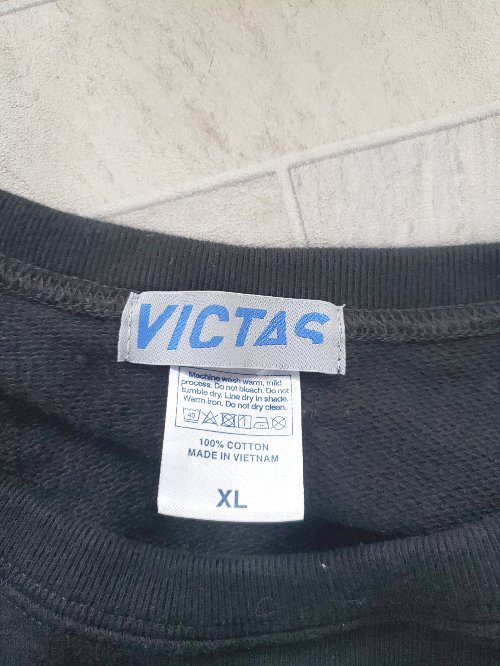 VICTAS
Machine wash warm, mild
process. Do not bleach. Do not
tumble dry. Line dry in shade.
Warm iron. Do not dry clean.
40
100% COTTON
MADE IN VIETNAM
XL